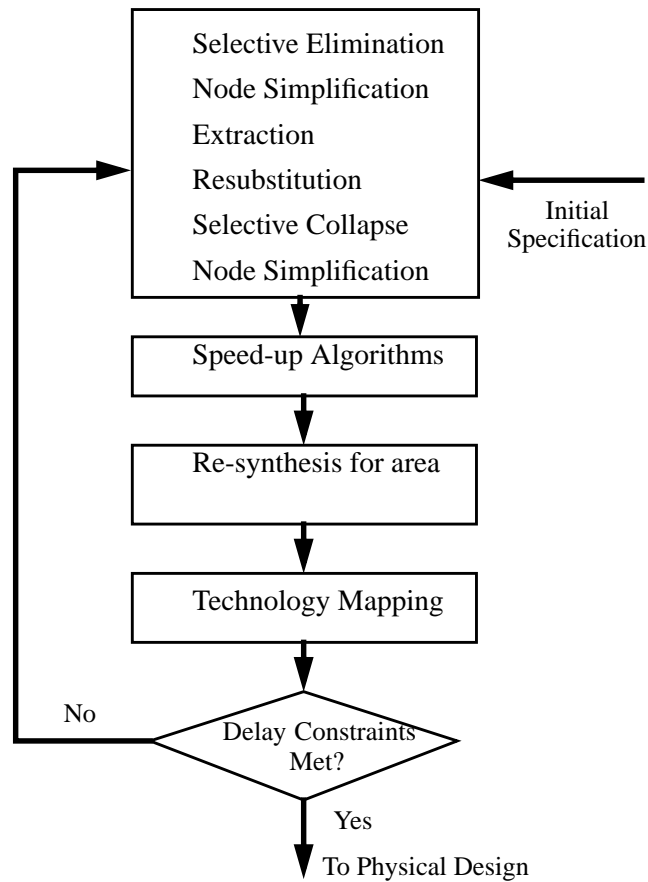 Selective Elimination
Node Simplification
Extraction
Resubstitution
Selective Collapse
Node Simplification
Initial
Specification
Speed-up Algorithms
Re-synthesis for area
Technology Mapping
No
Delay Constraints
Met?
Yes
To Physical Design